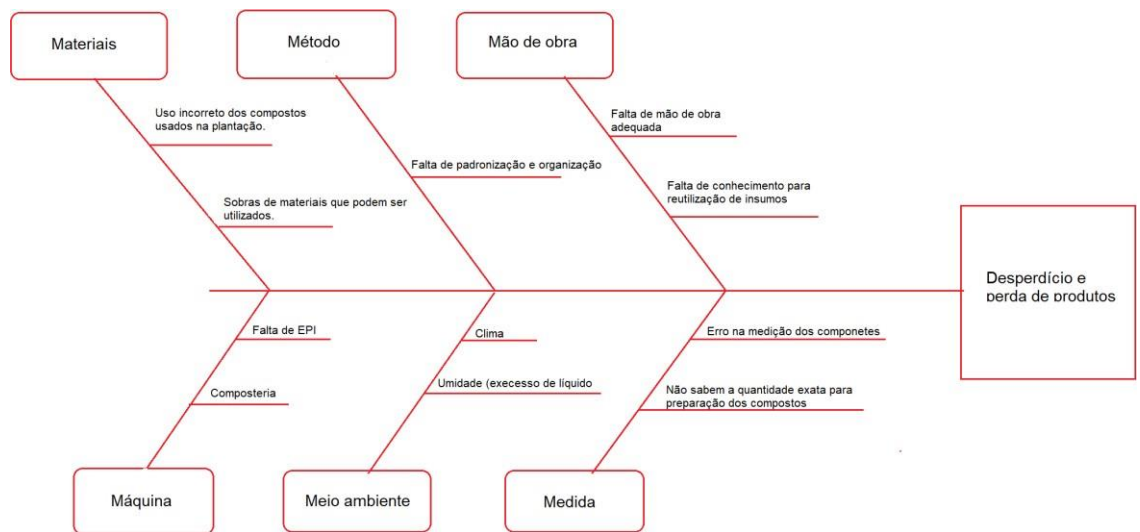 Materiais
Método
Mão de obra
Uso incorreto dos compostos
usados na plantação.
Falta de mão de obra
adequada
Falta de padronização e organização
Sobras de materiais que podem ser
utilizados.
Falta de conhecimento para
reutilização de insumos
Desperdício e
perda de produtos
Falta de EPI
Clima
Erro na medição dos componetes
Composteria
Umidade (execesso de líquido
Não sabem a quantidade exata para
preparação dos compostos
Máquina
Meio ambiente
Medida